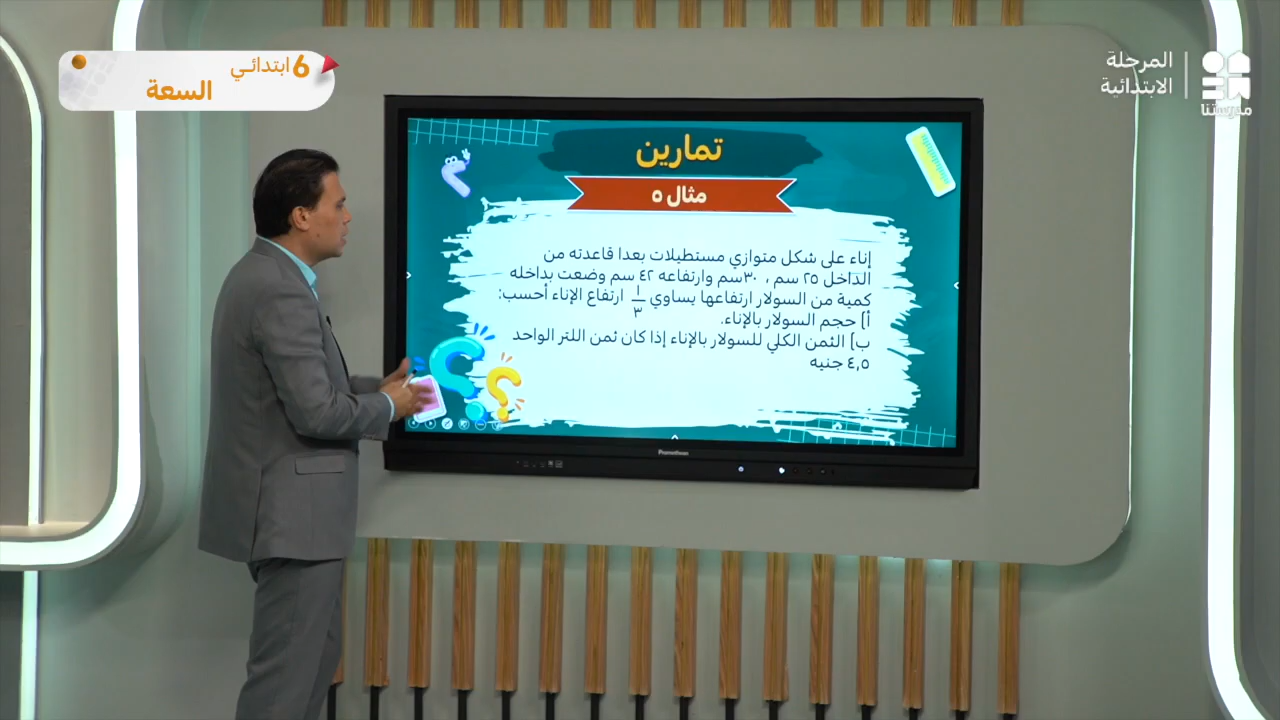 6 ابتدائي
السعة
المرحلة
الابتدائية
مدرستنا
تمارين
مثال ٥
إناء على شكل متوازي مستطيلات بعدا قاعدته من
الداخل ٢٥ سم ، ٣٠سم وارتفاعه ٤٢ سم وضعت بداخله
كمية من السولار ارتفاعها يساوي ١/٣ ارتفاع الإناء أحسب:
أ) حجم السولار بالإناء.
ب) الثمن الكلي للسولار بالإناء إذا كان ثمن اللتر الواحد
٤,٥ جنيه
Promethean